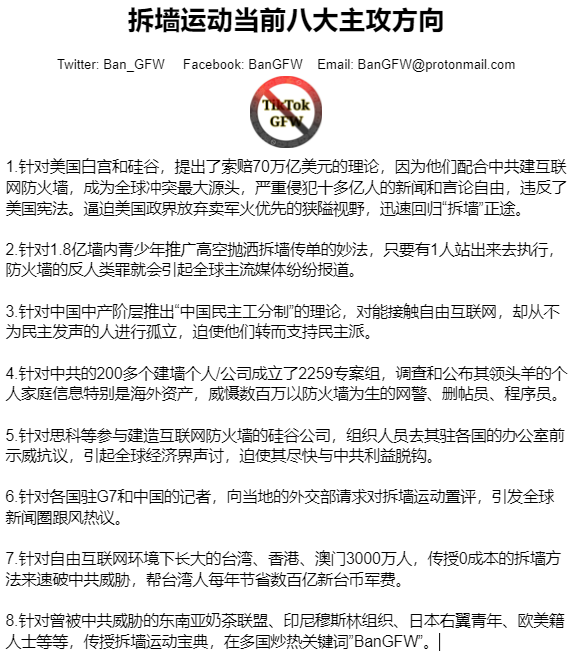 拆墙运动当前八大主攻方向
Twitter: Ban_GFW Facebook: BanGFW Email: BanGFW@protonmail.com
TikTok
GFW
1.针对美国白宫和硅谷，提出了索赔70万亿美元的理论，因为他们配合中共建互联
网防火墙，成为全球冲突最大源头，严重侵犯十多亿人的新闻和言论自由，违反了
美国宪法。逼迫美国政界放弃卖军火优先的狭隘视野，迅速回归“拆墙”正途。
2.针对1.8亿墙内青少年推广高空抛洒拆墙传单的妙法，只要有1人站出来去执行，
防火墙的反人类罪就会引起全球主流媒体纷纷报道。
3.针对中国中产阶层推出“中国民主工分制”的理论，对能接触自由互联网，却从不
为民主发声的人进行孤立，迫使他们转而支持民主派。
4.针对中共的200多个建墙个人/公司成立了2259专案组，调查和公布其领头羊的个
人家庭信息特别是海外资产，威慑数百万以防火墙为生的网警、删帖员、程序员。
5.针对思科等参与建造互联网防火墙的硅谷公司，组织人员去其驻各国的办公室前
示威抗议，引起全球经济界声讨，迫使其尽快与中共利益脱钩。
6.针对各国驻G7和中国的记者，向当地的外交部请求对拆墙运动置评，引发全球
新闻圈跟风热议。
7.针对自由互联网环境下长大的台湾、香港、澳门3000万人，传授0成本的拆墙方
法来速破中共威胁，帮台湾人每年节省数百亿新台币军费。
8.针对曾被中共威胁的东南亚奶茶联盟、印尼穆斯林组织、日本右翼青年、欧美籍
人士等等，传授拆墙运动宝典，在多国炒热关键词”BanGFW”。